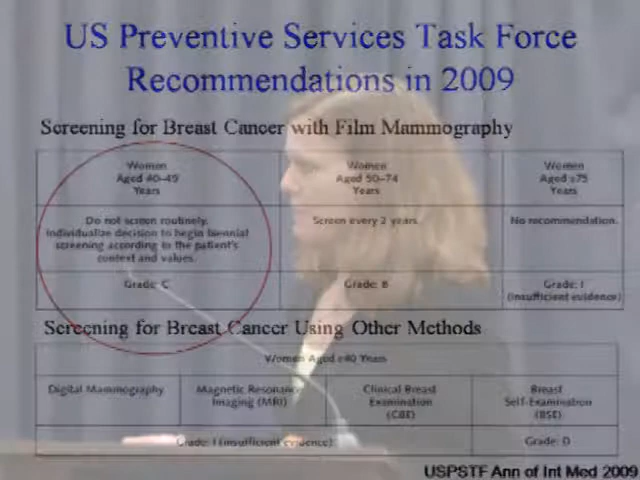 US Preventive Services Task Force
Recommendations in 2009
Screening for Breast Cancer with Film Mammography
Women
Aged 40–49
Years
Women
Aged 50–74
Years
Women
Aged ≥75
Years
Do not screen routinely.
Individualize decision to begin biennial
screening according to the patient's
context and values.
Screen every 2 years.
No recommendation.
Grade: C
Grade: B
Grade: I
(insufficient evidence)
Screening for Breast Cancer Using Other Methods
Women Aged ≥40 Years
Digital Mammography
Magnetic Resonance
Imaging (MRI)
Clinical Breast
Examination
(CBE)
Breast
Self-Examination
(BSE)
Grade: I (insufficient evidence)
Grade: D
USPSTF Ann of Int Med 2009